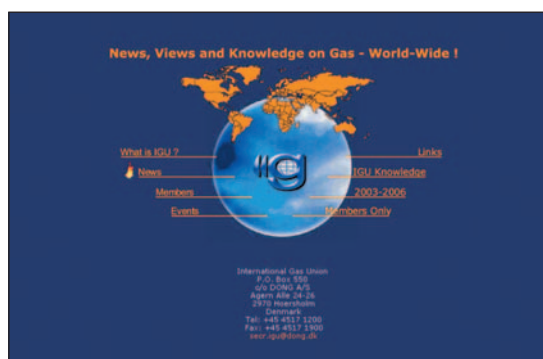 News, Views and Knowledge on Gas - World-Wide !
What is IGU ?
Links
News
IGU Knowledge
Members
2003-2006
Events
Members Only
International Gas Union
P.O. Box 550
c/o DONG A/S
Agern Alle 24-26
2970 Hoersholm
Denmark
Tel: +45 4517 1200
Fax: +45 4517 1900
secr.igu@dong.dk